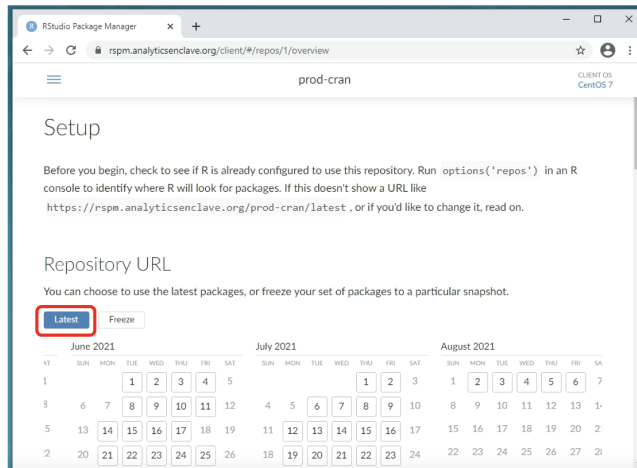 RStudio Package Manager
rspm.analyticsenclave.org/client/#/repos/1/overview
prod-cran
CLIENT OS
CentOS 7
Setup
Before you begin, check to see if R is already configured to use this repository. Run options('repos') in an R
console to identify where R will look for packages. If this doesn't show a URL like
https://rspm.analyticsenclave.org/prod-cran/latest , or if you'd like to change it, read on.
Repository URL
You can choose to use the latest packages, or freeze your set of packages to a particular snapshot.
Latest Freeze
June 2021 July 2021 August 2021
SUN MON TUE WED THU FRI SAT SUN MON TUE WED THU FRI SAT SUN MON TUE WED THU FRI
1 2 3 4 5 1 2 3 1 2 3 4 5 6 7
6 7 8 9 10 11 12 4 5 6 7 8 9 10 8 9 10 11 12 13
5 13 14 15 16 17 18 19 11 12 13 14 15 16 17 15 16 17 18 19 20
20 21 22 23 24 25 26 18 19 20 21 22 23 24 22 23 24 25 26 27